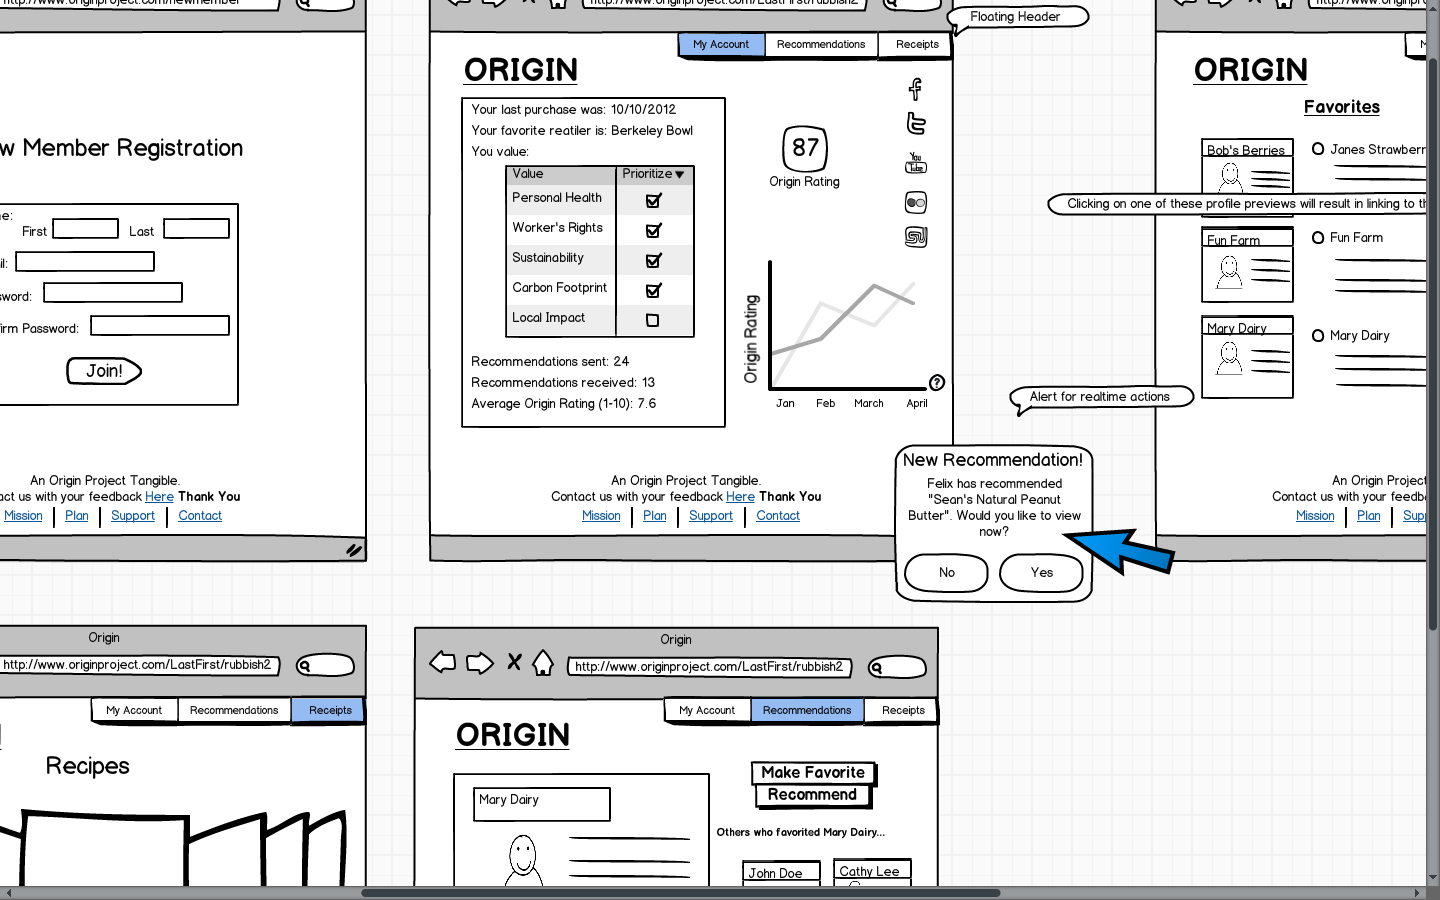 http://www.originproject.com/newmember
w Member Registration
e:
First
Last
il:
sword:
firm Password:
Join!
An Origin Project Tangible.
act us with your feedback Here Thank You
Mission
Plan
Support
Contact
http://www.originproject.com/LastFirst/rubbish2
Floating Header
My Account
Recommendations
Receipts
ORIGIN
Your last purchase was: 10/10/2012
Your favorite reatiler is: Berkeley Bowl
You value:
Value
Prioritize
Personal Health
Worker's Rights
Sustainability
Carbon Footprint
Local Impact
Recommendations sent: 24
Recommendations received: 13
Average Origin Rating (1-10): 7.6
87
Origin Rating
You
Tube
Origin Rating
?
Jan
Feb
March
April
An Origin Project Tangible.
Contact us with your feedback Here Thank You
Mission
Plan
Support
Contact
Alert for realtime actions
New Recommendation!
Felix has recommended
"Sean's Natural Peanut
Butter". Would you like to view
now?
No
Yes
http://www.originpro
M
ORIGIN
Favorites
Bob's Berries
Janes Strawberr
Clicking on one of these profile previews will result in linking to th
Fun Farm
Fun Farm
Mary Dairy
Mary Dairy
An Origin Projec
Contact us with your feedba
Mission
Plan
Supp
Origin
http://www.originproject.com/LastFirst/rubbish2
My Account
Recommendations
Receipts
Recipes
Origin
http://www.originproject.com/LastFirst/rubbish2
My Account
Recommendations
Receipts
ORIGIN
Mary Dairy
Make Favorite
Recommend
Others who favorited Mary Dairy...
John Doe
Cathy Lee